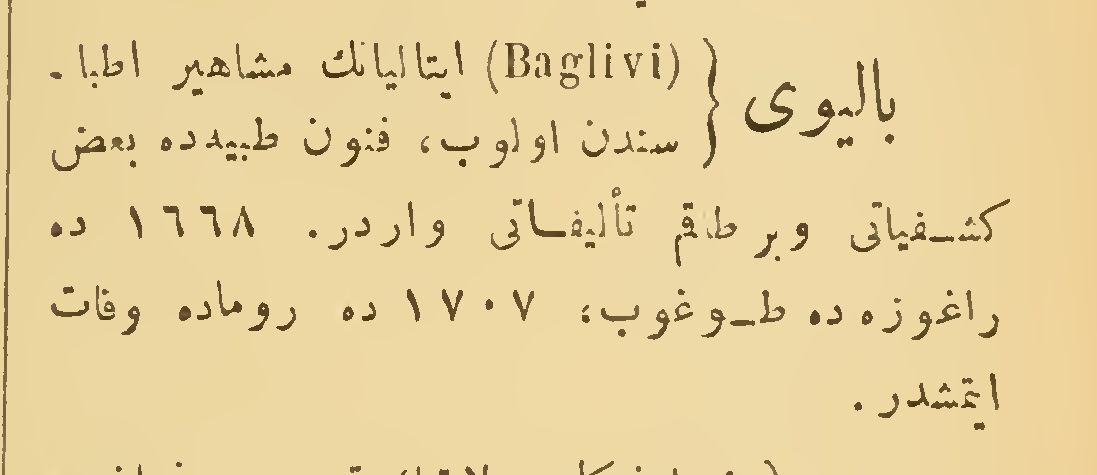 باليوى { (Baglivi) ايتاليانك مشاهير اطبا-
سندن اولوب، فنون طبيه‌ده بعض
كشفياتى وبر طاقم تأليفاتى واردر. ١٦٦٨ ده
راغوزه ده طوغوب، ١٧٠٧ ده روماده وفات
ايتمشدر.